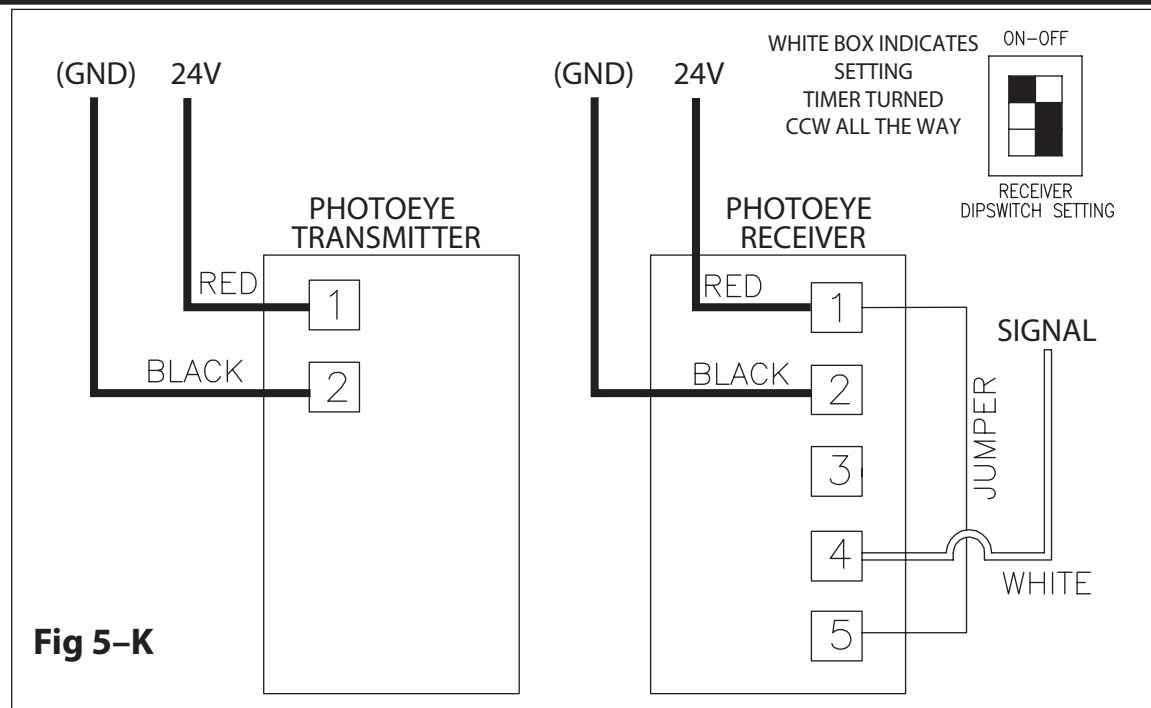 (GND) 24V
PHOTOEYE
TRANSMITTER
RED
1
BLACK
2
(GND) 24V
PHOTOEYE
RECEIVER
RED
1
BLACK
2
3
4
5
JUMPER
SIGNAL
WHITE
WHITE BOX INDICATES
SETTING
TIMER TURNED
CCW ALL THE WAY
ON-OFF
RECEIVER
DIPSWITCH SETTING
Fig 5–K